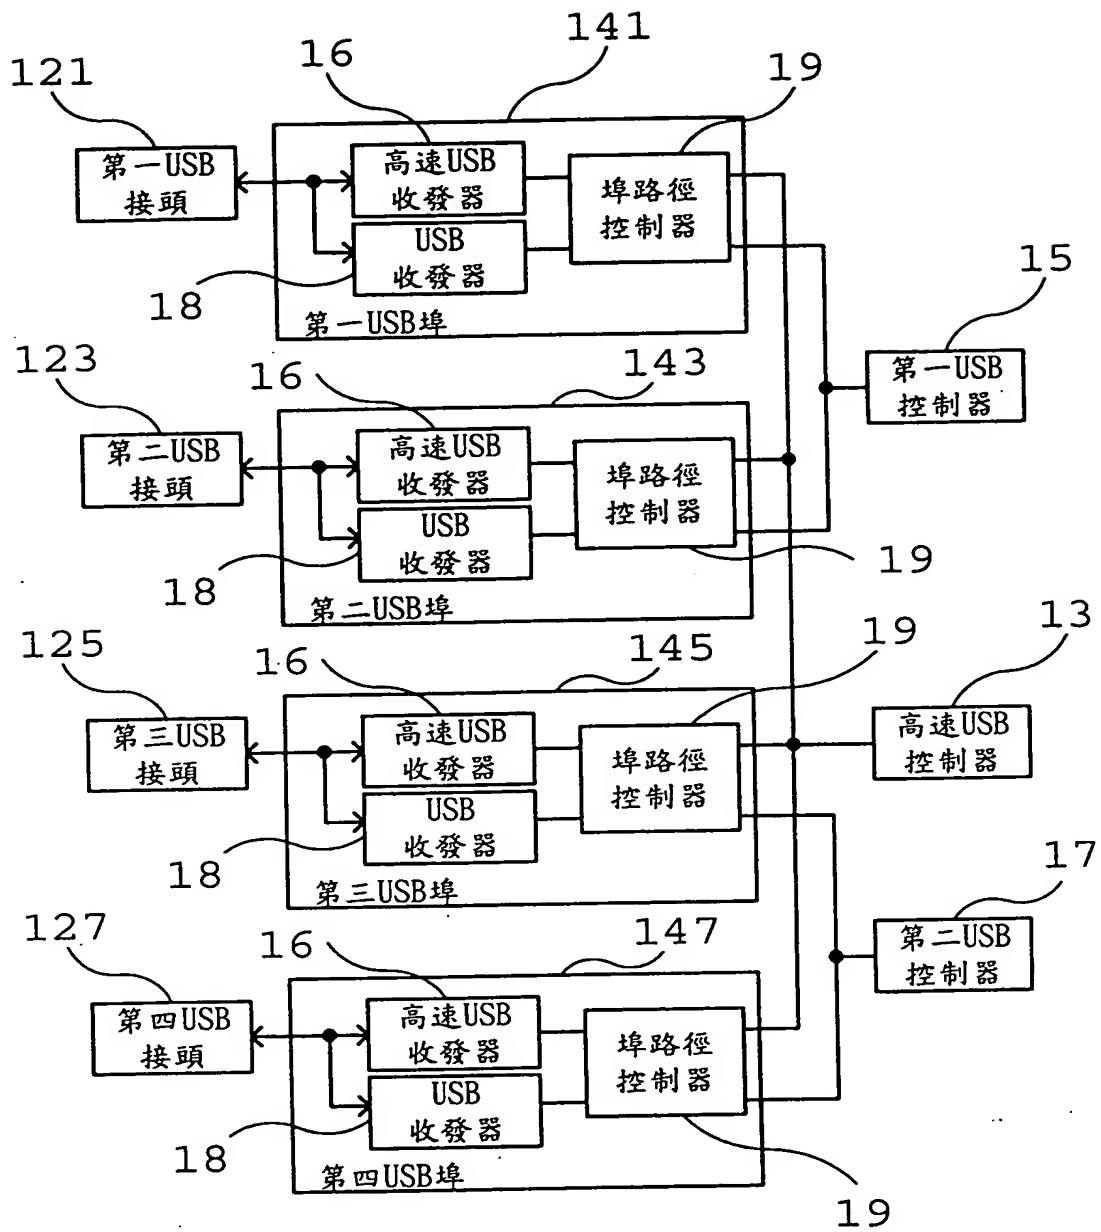 141
16
19
121
第一USB
接頭
高速USB
收發器
埠路徑
控制器
USB
收發器
18
第一USB埠
15
第一USB
控制器
123
16
143
第二USB
接頭
高速USB
收發器
埠路徑
控制器
USB
收發器
18
19
第二USB埠
125
16
145
19
13
第三USB
接頭
高速USB
收發器
埠路徑
控制器
高速USB
控制器
USB
收發器
18
第三USB埠
17
第二USB
控制器
127
16
147
第四USB
接頭
高速USB
收發器
埠路徑
控制器
USB
收發器
18
第四USB埠
19